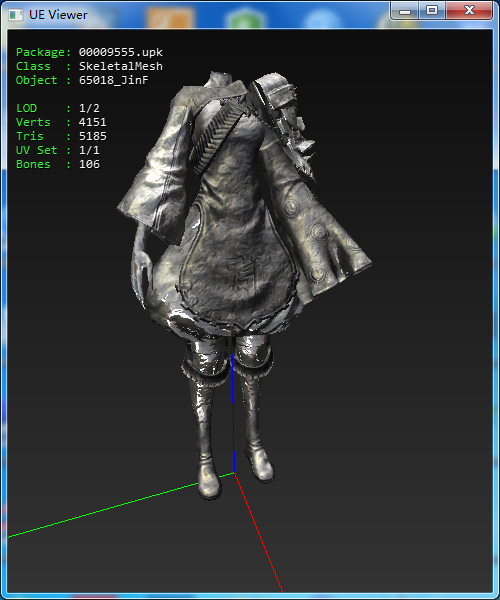 UE Viewer
Package: 00009555.upk
Class : SkeletalMesh
Object : 65018_JinF
LOD : 1/2
Verts : 4151
Tris : 5185
UV Set : 1/1
Bones : 106